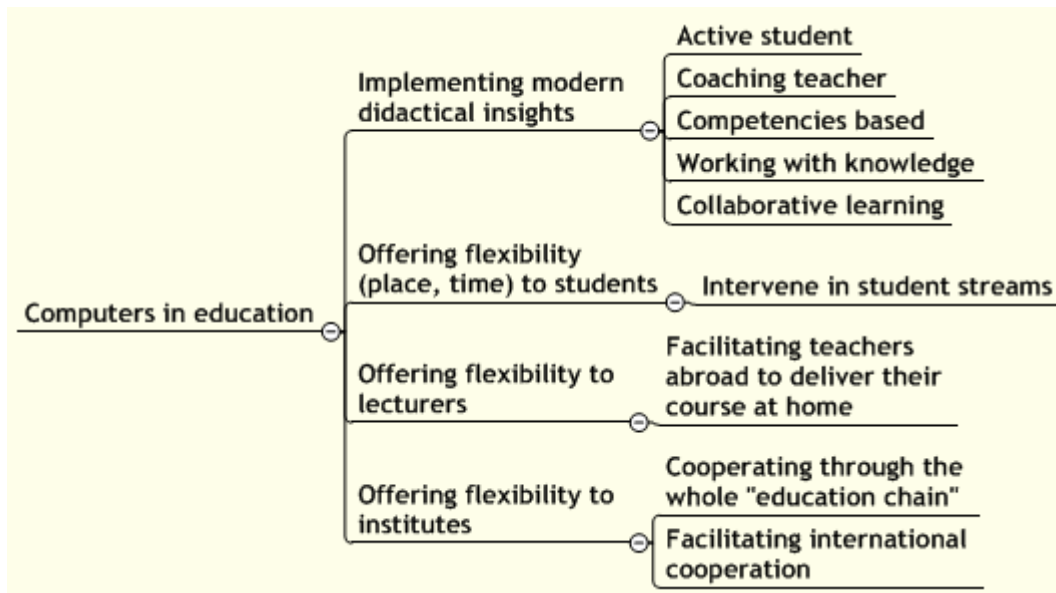 Computers in education
Implementing modern
didactical insights
Active student
Coaching teacher
Competencies based
Working with knowledge
Collaborative learning
Offering flexibility
(place, time) to students
Intervene in student streams
Offering flexibility to
lecturers
Facilitating teachers
abroad to deliver their
course at home
Offering flexibility to
institutes
Cooperating through the
whole "education chain"
Facilitating international
cooperation